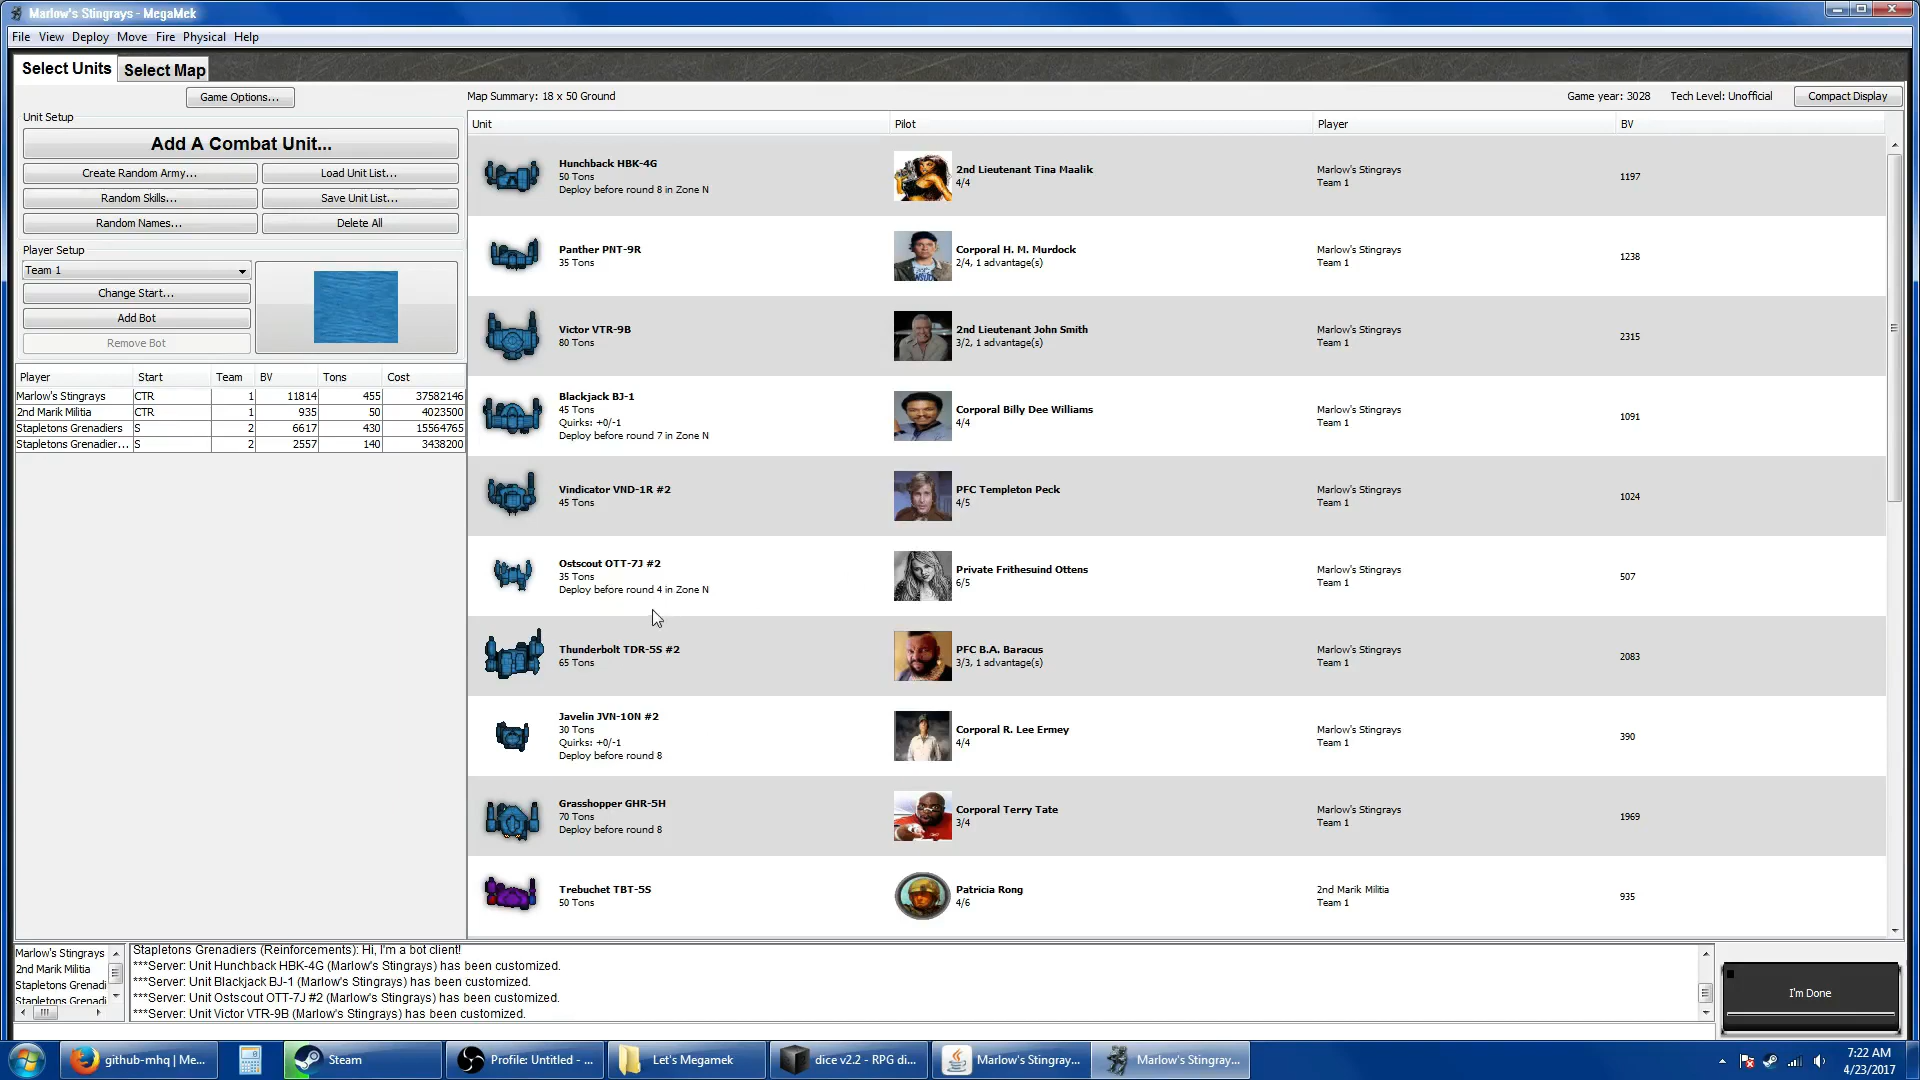 Marlow's Stingrays - MegaMek
File View Deploy Move Fire Physical Help
Select Units Select Map
Game Options...
Map Summary: 18 x 50 Ground
Game year: 3028 Tech Level: Unofficial Compact Display
Unit Setup
Add A Combat Unit...
Create Random Army... Load Unit List...
Random Skills... Save Unit List...
Random Names... Delete All
Player Setup
Team 1
Change Start...
Add Bot
Remove Bot
Player Start Team BV Tons Cost
Marlow's Stingrays CTR 1 11814 455 37582146
2nd Marik Militia CTR 1 935 50 4023500
Stapletons Grenadiers S 2 6617 430 15564765
Stapletons Grenadier... S 2 2557 140 3438200
Unit Pilot Player BV
Hunchback HBK-4G
50 Tons
Deploy before round 8 in Zone N
2nd Lieutenant Tina Maalik
4/4
Marlow's Stingrays
Team 1
1197
Panther PNT-9R
35 Tons
Corporal H. M. Murdock
2/4, 1 advantage(s)
Marlow's Stingrays
Team 1
1238
Victor VTR-9B
80 Tons
2nd Lieutenant John Smith
3/2, 1 advantage(s)
Marlow's Stingrays
Team 1
2315
Blackjack BJ-1
45 Tons
Quirks: +0/-1
Deploy before round 7 in Zone N
Corporal Billy Dee Williams
4/4
Marlow's Stingrays
Team 1
1091
Vindicator VND-1R #2
45 Tons
PFC Templeton Peck
4/5
Marlow's Stingrays
Team 1
1024
Ostscout OTT-7J #2
35 Tons
Deploy before round 4 in Zone N
Private Frithesuind Ottens
6/5
Marlow's Stingrays
Team 1
507
Thunderbolt TDR-5S #2
65 Tons
PFC B.A. Baracus
3/3, 1 advantage(s)
Marlow's Stingrays
Team 1
2083
Javelin JVN-10N #2
30 Tons
Quirks: +0/-1
Deploy before round 8
Corporal R. Lee Ermey
4/4
Marlow's Stingrays
Team 1
390
Grasshopper GHR-5H
70 Tons
Deploy before round 8
Corporal Terry Tate
3/4
Marlow's Stingrays
Team 1
1969
Trebuchet TBT-5S
50 Tons
Patricia Rong
4/6
2nd Marik Militia
Team 1
935
Marlow's Stingrays
2nd Marik Militia
Stapletons Grenadi
Stapletons Grenadi
Stapletons Grenadiers (Reinforcements): Hi, I'm a bot client!
***Server: Unit Hunchback HBK-4G (Marlow's Stingrays) has been customized.
***Server: Unit Blackjack BJ-1 (Marlow's Stingrays) has been customized.
***Server: Unit Ostscout OTT-7J #2 (Marlow's Stingrays) has been customized.
***Server: Unit Victor VTR-9B (Marlow's Stingrays) has been customized.
I'm Done
github-mhq | Me... Steam Profile: Untitled - ... Let's Megamek dice v2.2 - RPG di... Marlow's Stingray... Marlow's Stingray...
7:22 AM
4/23/2017